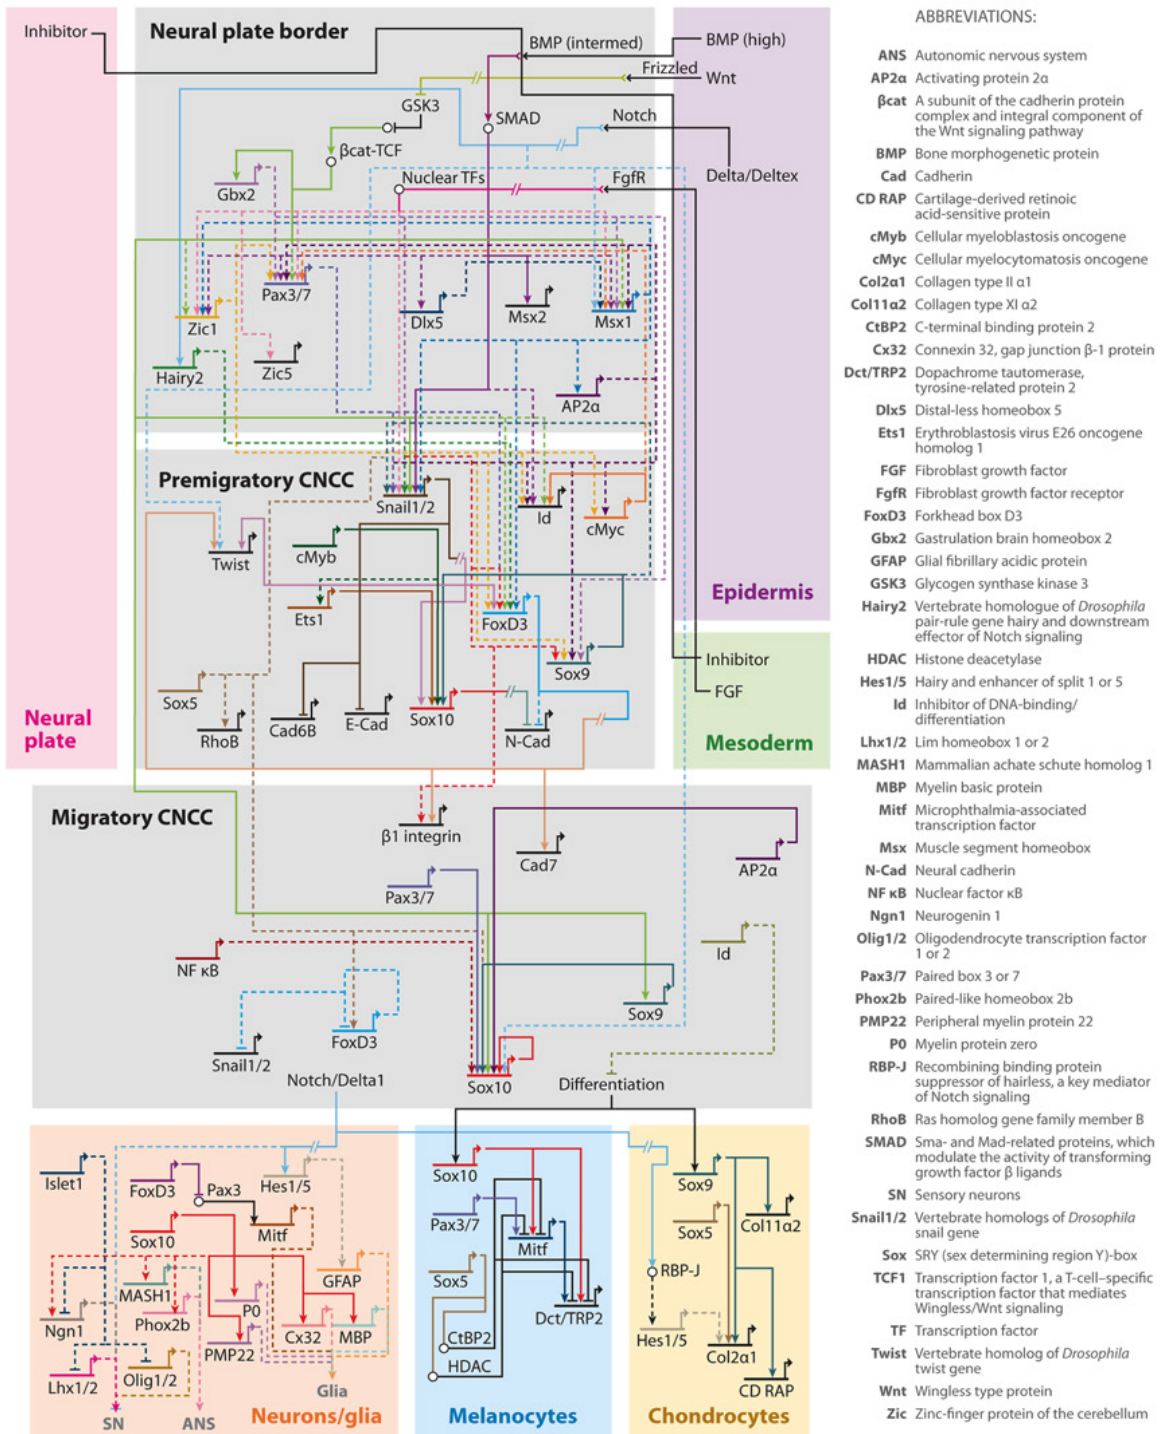 Inhibitor
Neural plate border
BMP (intermed)
BMP (high)
Frizzled
Wnt
GSK3
SMAD
Notch
βcat-TCF
Nuclear TFs
FgfR
Delta/Deltex
Gbx2
Pax3/7
Zic1
Dlx5
Msx2
Msx1
Hairy2
Zic5
AP2α
Premigratory CNCC
Snail1/2
Id
cMyc
Twist
cMyb
Ets1
FoxD3
Epidermis
Sox9
Inhibitor
Sox5
FGF
Neural
plate
RhoB
Cad6B
E-Cad
Sox10
N-Cad
Mesoderm
Migratory CNCC
β1 integrin
Cad7
AP2α
Pax3/7
Id
NF κB
Sox9
FoxD3
Snail1/2
Sox10
Notch/Delta1
Differentiation
Islet1
FoxD3
Pax3
Hes1/5
Sox10
Mitf
MASH1
GFAP
P0
Ngn1
Phox2b
Cx32
MBP
PMP22
Lhx1/2
Olig1/2
Glia
SN
ANS
Neurons/glia
Sox10
Pax3/7
Mitf
Sox5
Dct/TRP2
CtBP2
HDAC
Melanocytes
Sox9
Sox5
Col11α2
RBP-J
Hes1/5
Col2α1
CD RAP
Chondrocytes
ABBREVIATIONS:
ANS Autonomic nervous system
AP2α Activating protein 2α
βcat A subunit of the cadherin protein
complex and integral component of
the Wnt signaling pathway
BMP Bone morphogenetic protein
Cad Cadherin
CD RAP Cartilage-derived retinoic
acid-sensitive protein
cMyb Cellular myeloblastosis oncogene
cMyc Cellular myelocytomatosis oncogene
Col2α1 Collagen type II α1
Col11α2 Collagen type XI α2
CtBP2 C-terminal binding protein 2
Cx32 Connexin 32, gap junction β-1 protein
Dct/TRP2 Dopachrome tautomerase,
tyrosine-related protein 2
Dlx5 Distal-less homeobox 5
Ets1 Erythroblastosis virus E26 oncogene
homolog 1
FGF Fibroblast growth factor
FgfR Fibroblast growth factor receptor
FoxD3 Forkhead box D3
Gbx2 Gastrulation brain homeobox 2
GFAP Glial fibrillary acidic protein
GSK3 Glycogen synthase kinase 3
Hairy2 Vertebrate homologue of Drosophila
pair-rule gene hairy and downstream
effector of Notch signaling
HDAC Histone deacetylase
Hes1/5 Hairy and enhancer of split 1 or 5
Id Inhibitor of DNA-binding/
differentiation
Lhx1/2 Lim homeobox 1 or 2
MASH1 Mammalian achate schute homolog 1
MBP Myelin basic protein
Mitf Microphthalmia-associated
transcription factor
Msx Muscle segment homeobox
N-Cad Neural cadherin
NF κB Nuclear factor κB
Ngn1 Neurogenin 1
Olig1/2 Oligodendrocyte transcription factor
1 or 2
Pax3/7 Paired box 3 or 7
Phox2b Paired-like homeobox 2b
PMP22 Peripheral myelin protein 22
P0 Myelin protein zero
RBP-J Recombining binding protein
suppressor of hairless, a key mediator
of Notch signaling
RhoB Ras homolog gene family member B
SMAD Sma- and Mad-related proteins, which
modulate the activity of transforming
growth factor β ligands
SN Sensory neurons
Snail1/2 Vertebrate homologs of Drosophila
snail gene
Sox SRY (sex determining region Y)-box
TCF1 Transcription factor 1, a T-cell–specific
transcription factor that mediates
Wingless/Wnt signaling
TF Transcription factor
Twist Vertebrate homolog of Drosophila
twist gene
Wnt Wingless type protein
Zic Zinc-finger protein of the cerebellum